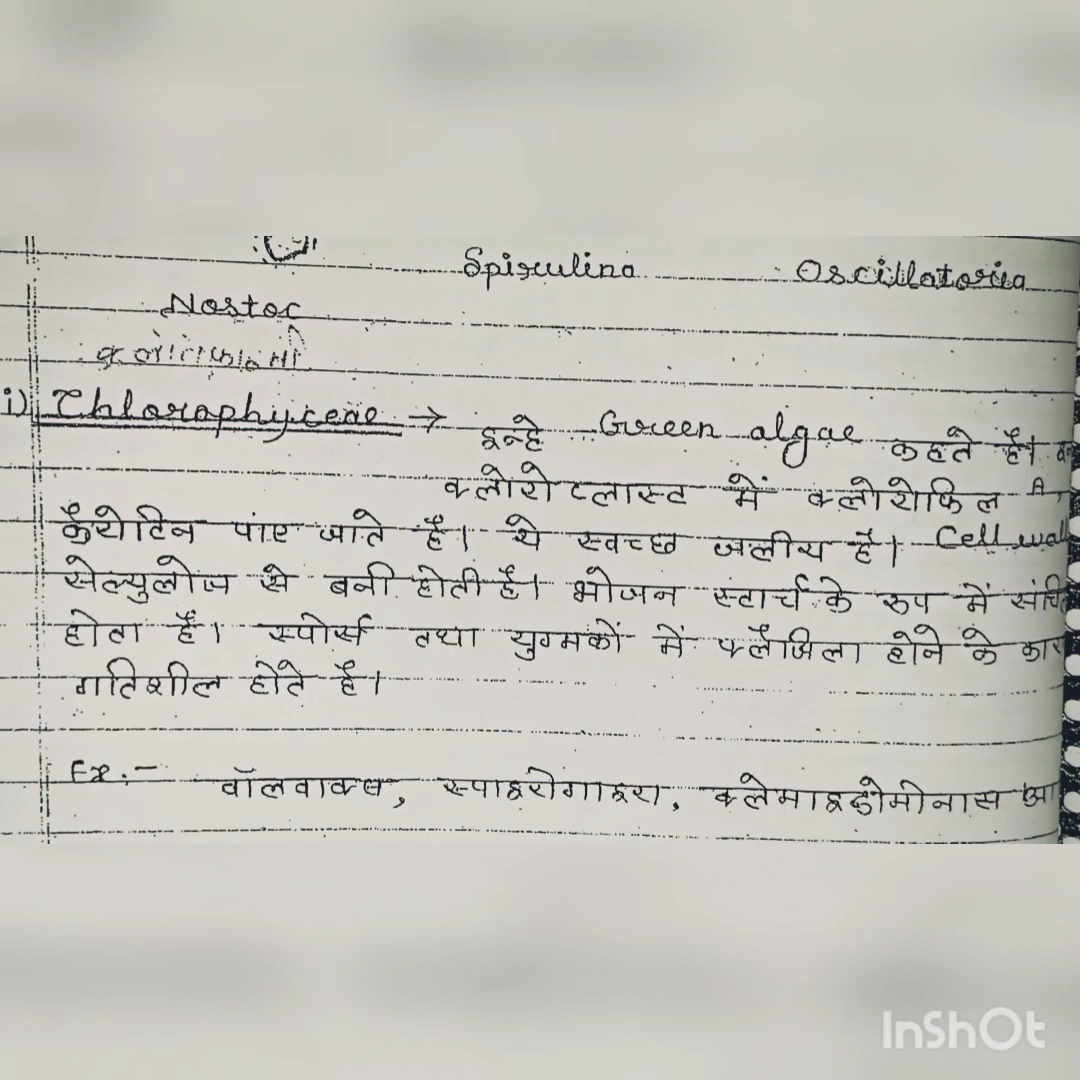 Spirulina Oscillatoria
Nostoc
i) Chlorophyceae → इन्हे Green algae कहते है।
क्लोरोप्लास्ट में क्लोरोफिल A,
कैरोटिन पाए जाते है। ये स्वच्छ जलीय है। Cell wall
सेल्युलोज से बनी होती है। भोजन स्टार्च के रूप में
होता है। स्पोर्स तथा युग्मकों में फ्लैजिला होने के
गतिशील होते है।
Ex.- वॉलवाक्स, स्पाइरोगाइरा, क्लेमाइडोमोनास
InShOt